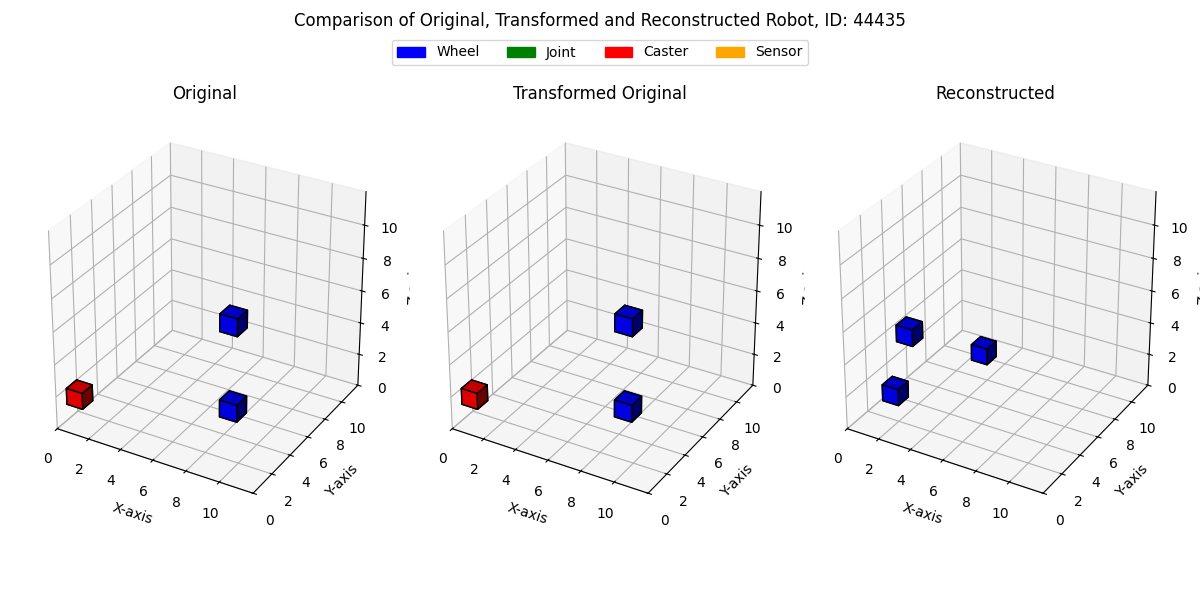 Comparison of Original, Transformed and Reconstructed Robot, ID: 44435
Wheel Joint Caster Sensor
Original Transformed Original Reconstructed
10 10 10
8 8 8
6 6 6
4 4 4
2 2 2
0 0 0
10 10 10
8 8 8
6 6 6
4 4 4
2 2 2
0 0 0
Y-axis Y-axis Y-axis
0 2 4 6 8 10 0 2 4 6 8 10 0 2 4 6 8 10
X-axis X-axis X-axis